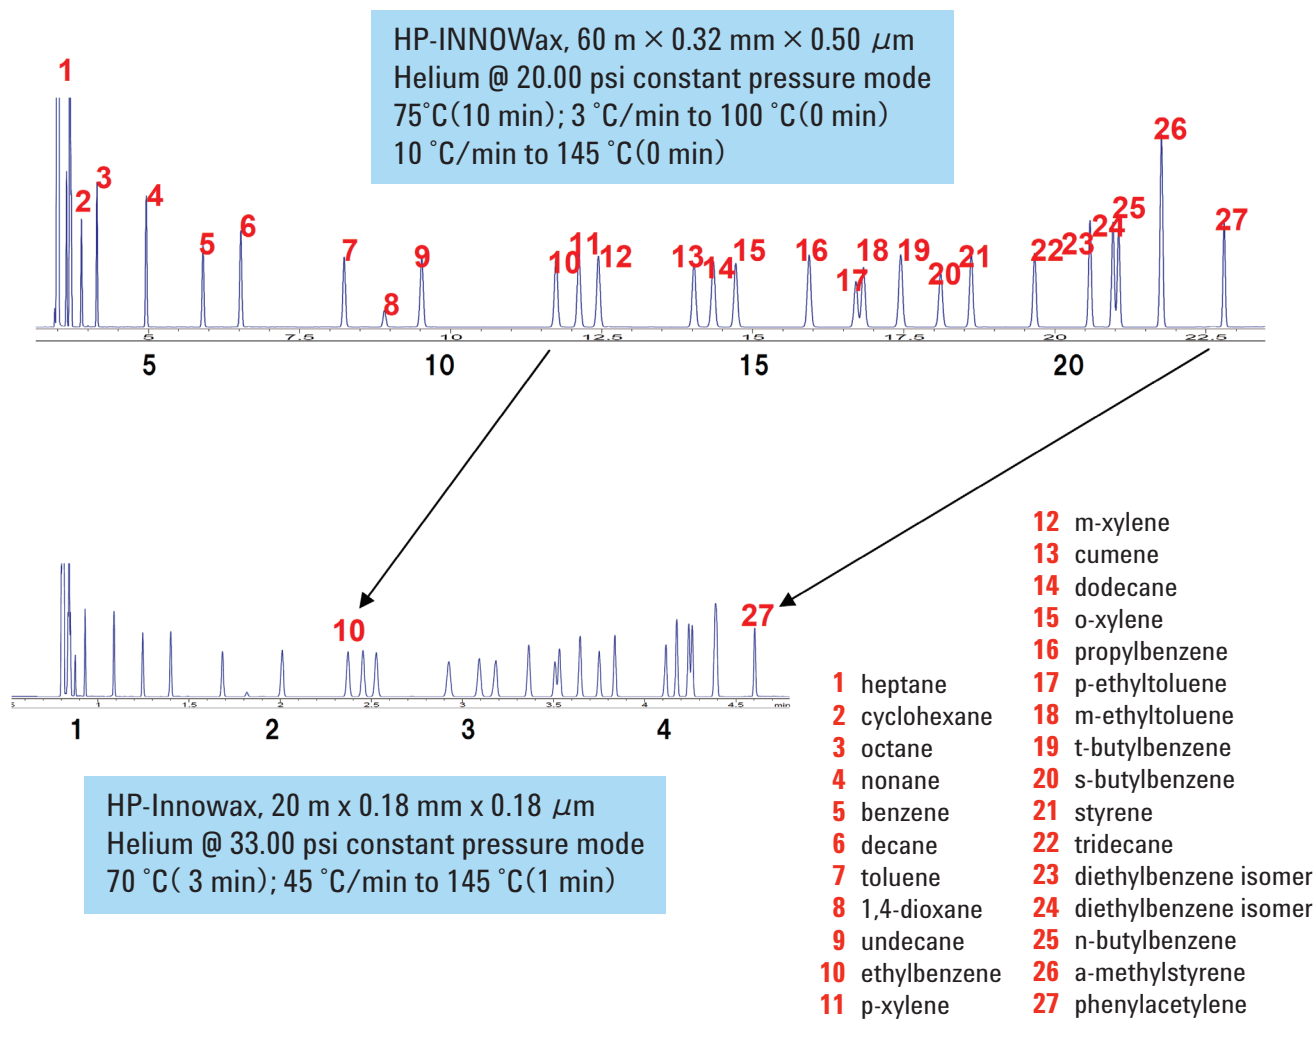 HP-INNOWax, 60 m × 0.32 mm × 0.50 μm
Helium @ 20.00 psi constant pressure mode
75˚C(10 min); 3 ˚C/min to 100 ˚C(0 min)
10 ˚C/min to 145 ˚C(0 min)
1
2
3
4
5
6
7
8
9
10
11
12
13
14
15
16
17
18
19
20
21
22
23
24
25
26
27
5 7.5 10 12.5 15 17.5 20 22.5
5 10 15 20
10
27
1 1.5 2 2.5 3 3.5 4 4.5 min
1 2 3 4
HP-Innowax, 20 m x 0.18 mm x 0.18 μm
Helium @ 33.00 psi constant pressure mode
70 ˚C( 3 min); 45 ˚C/min to 145 ˚C(1 min)
1 heptane
2 cyclohexane
3 octane
4 nonane
5 benzene
6 decane
7 toluene
8 1,4-dioxane
9 undecane
10 ethylbenzene
11 p-xylene
12 m-xylene
13 cumene
14 dodecane
15 o-xylene
16 propylbenzene
17 p-ethyltoluene
18 m-ethyltoluene
19 t-butylbenzene
20 s-butylbenzene
21 styrene
22 tridecane
23 diethylbenzene isomer
24 diethylbenzene isomer
25 n-butylbenzene
26 a-methylstyrene
27 phenylacetylene